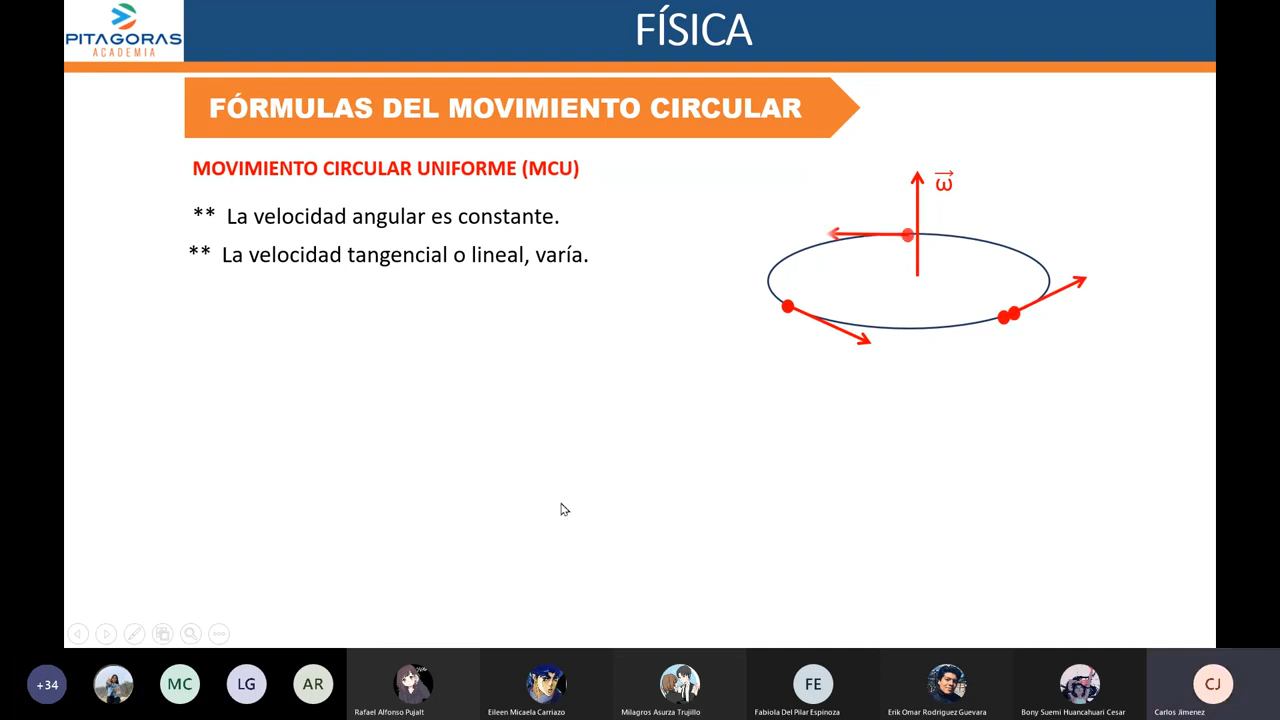 PITAGORAS
ACADEMIA
FÍSICA
FÓRMULAS DEL MOVIMIENTO CIRCULAR
MOVIMIENTO CIRCULAR UNIFORME (MCU)
** La velocidad angular es constante.
** La velocidad tangencial o lineal, varía.
ω
+34
MC
LG
AR
FE
CJ
Rafael Alfonso Pujalt
Eileen Micaela Carriazo
Milagros Asurza Trujillo
Fabiola Del Pilar Espinoza
Erik Omar Rodriguez Guevara
Bony Suemi Huancahuari Cesar
Carlos Jimenez